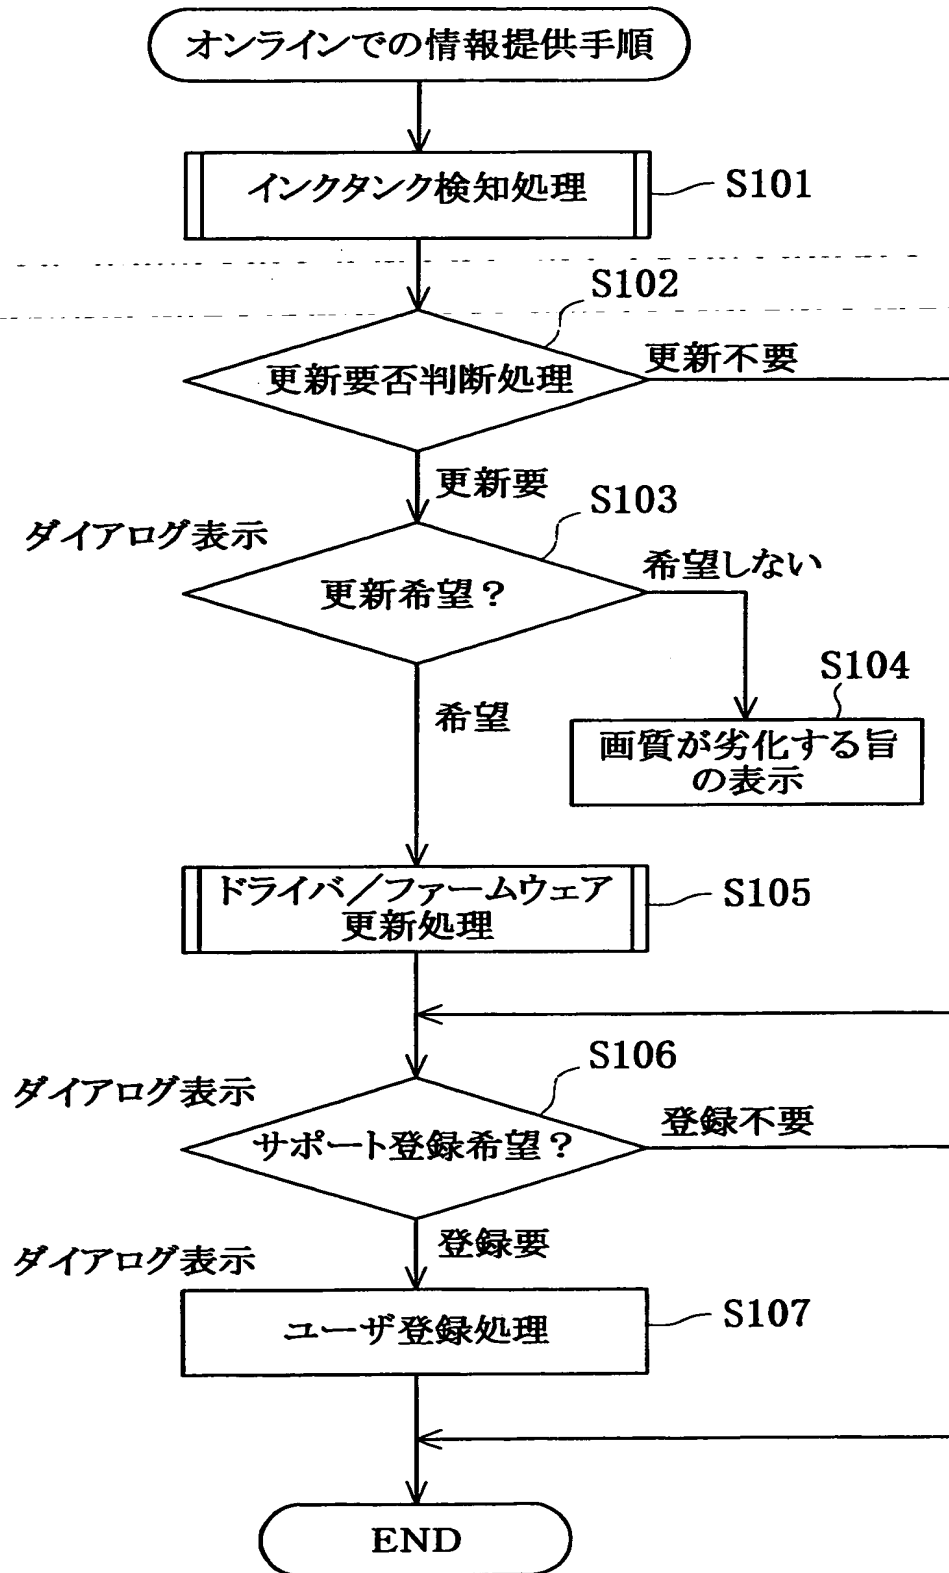 オンラインでの情報提供手順
インクタンク検知処理
S101
S102
更新要否判断処理
更新不要
更新要
S103
ダイアログ表示
更新希望？
希望しない
S104
希望
画質が劣化する旨
の表示
ドライバ／ファームウェア
更新処理
S105
S106
ダイアログ表示
サポート登録希望？
登録不要
登録要
ダイアログ表示
ユーザ登録処理
S107
END